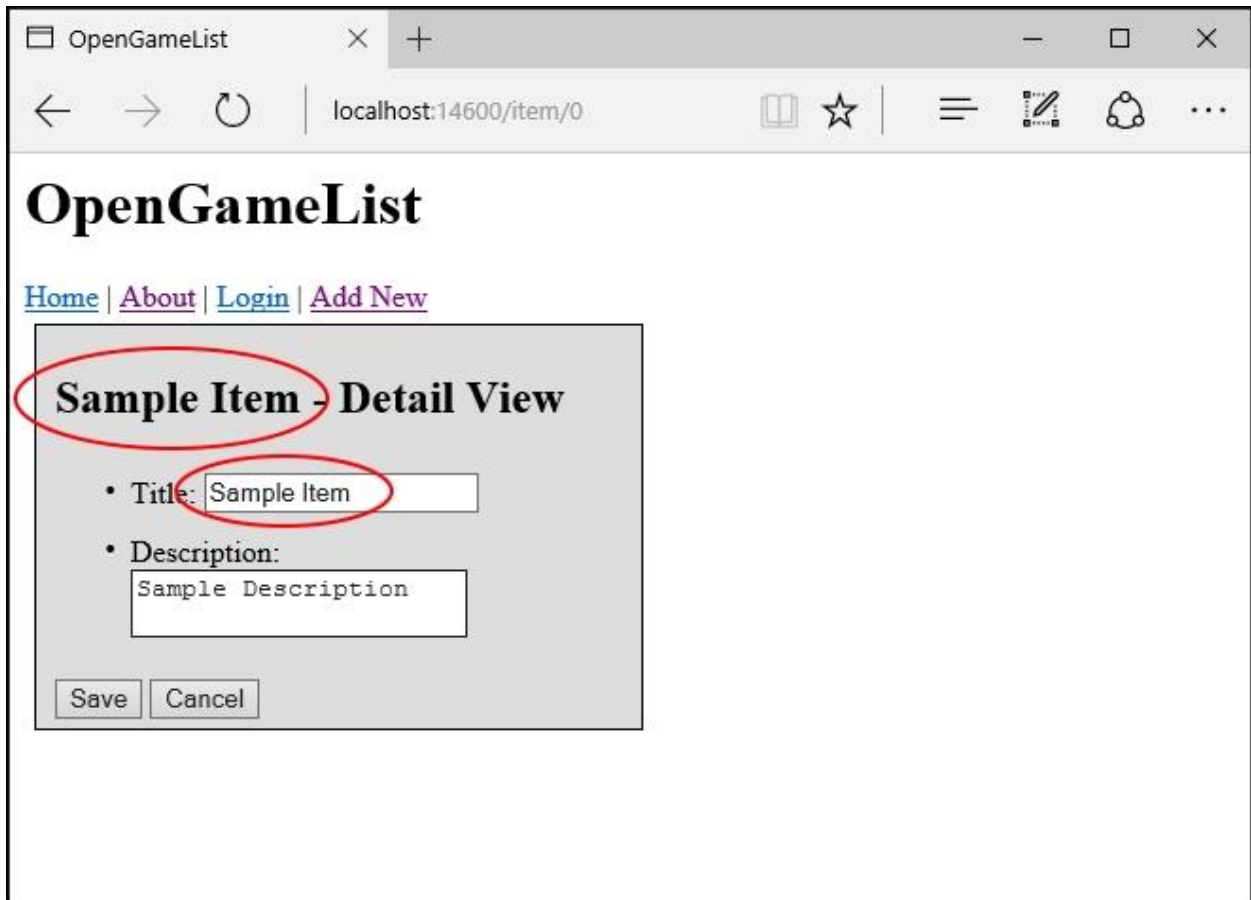 OpenGameList
localhost:14600/item/0
OpenGameList
Home | About | Login | Add New
Sample Item - Detail View
• Title: Sample Item
• Description:
Sample Description
Save Cancel